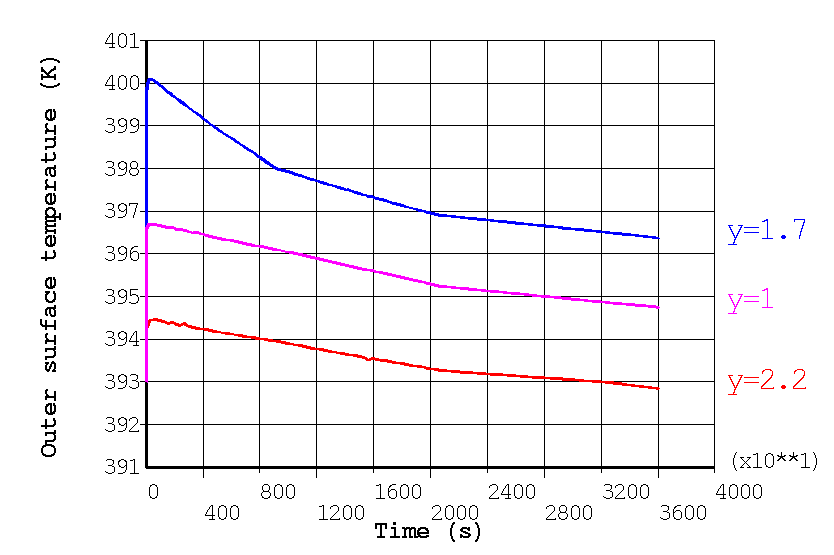 Outer surface temperature (K)
401
400
399
398
397
396
395
394
393
392
391
y=1.7
y=1
y=2.2
(x10**1)
0 800 1600 2400 3200 4000
400 1200 2000 2800 3600
Time (s)